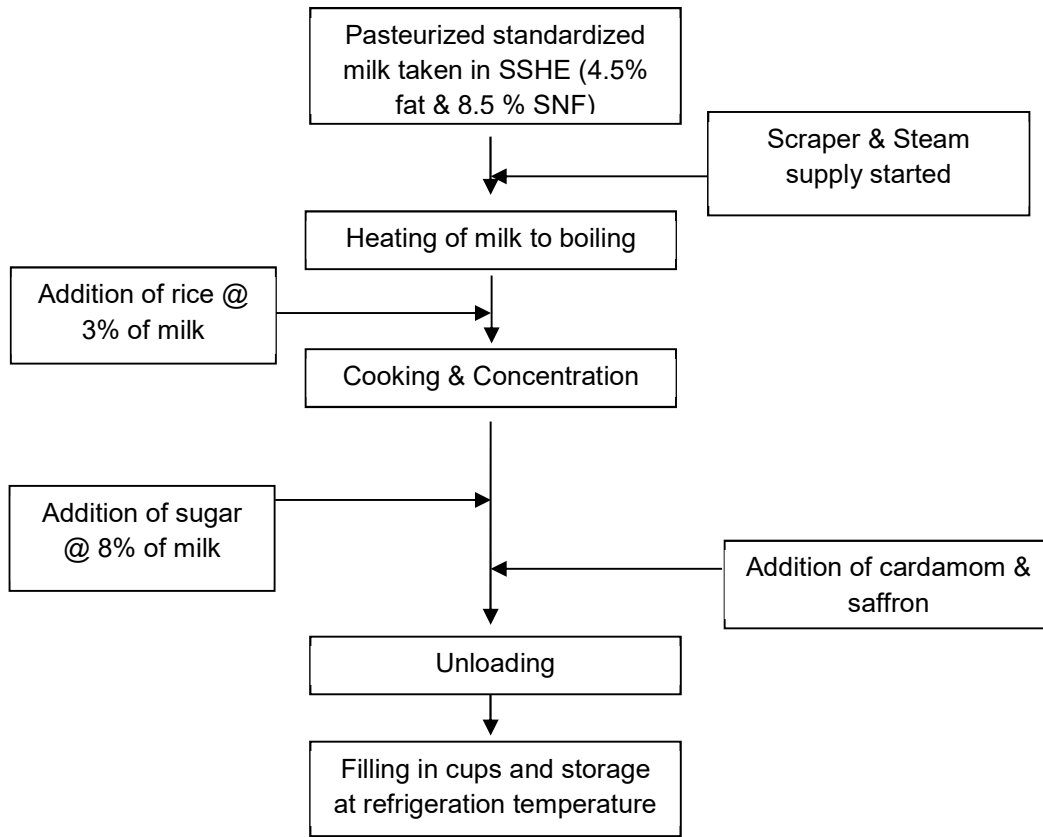 Pasteurized standardized
milk taken in SSHE (4.5%
fat & 8.5 % SNF)
Scraper & Steam
supply started
Heating of milk to boiling
Addition of rice @
3% of milk
Cooking & Concentration
Addition of sugar
@ 8% of milk
Addition of cardamom &
saffron
Unloading
Filling in cups and storage
at refrigeration temperature